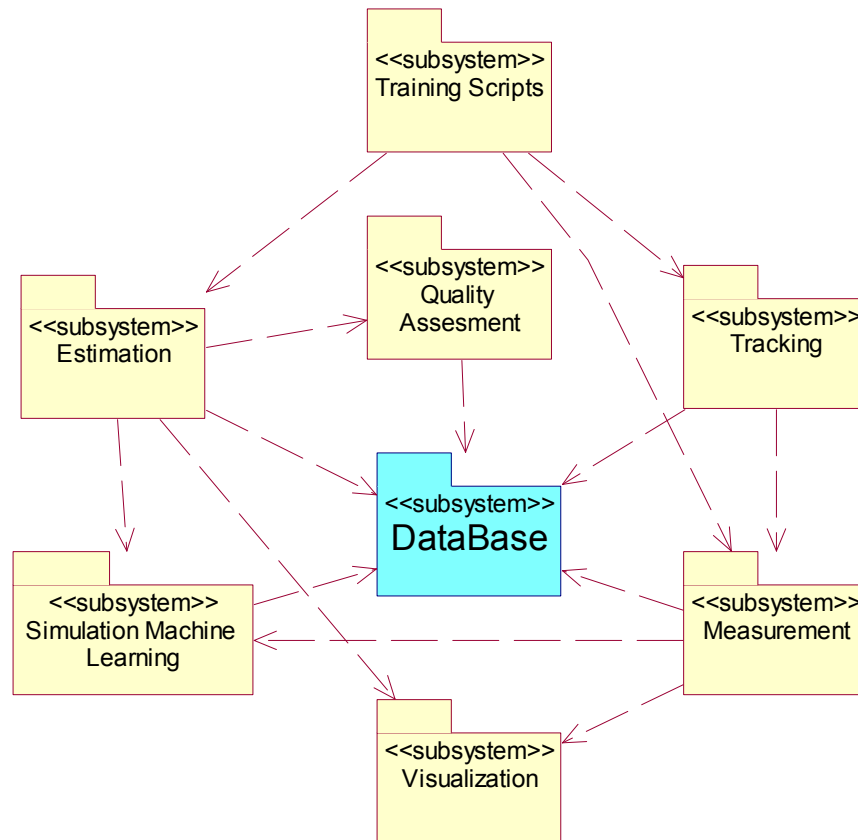 <<subsystem>>
Training Scripts
<<subsystem>>
Quality
Assesment
<<subsystem>>
Estimation
<<subsystem>>
Tracking
<<subsystem>>
DataBase
<<subsystem>>
Simulation Machine
Learning
<<subsystem>>
Measurement
<<subsystem>>
Visualization